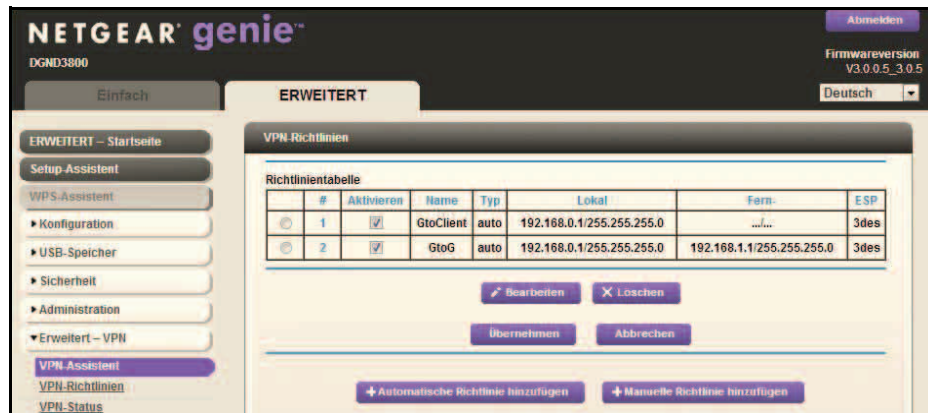 NETGEAR® genie™
DGND3800
Abmelden
Firmwareversion
V3.0.0.5_3.0.5
Einfach
ERWEITERT
Deutsch
ERWEITERT – Startseite
Setup-Assistent
WPS-Assistent
Konfiguration
USB-Speicher
Sicherheit
Administration
Erweitert – VPN
VPN-Assistent
VPN-Richtlinien
VPN-Status
VPN-Richtlinien
Richtlinientabelle
# Aktivieren Name Typ Lokal Fern- ESP
1 GtoClient auto 192.168.0.1/255.255.255.0 .../... 3des
2 GtoG auto 192.168.0.1/255.255.255.0 192.168.1.1/255.255.255.0 3des
Bearbeiten X Löschen
Übernehmen Abbrechen
+ Automatische Richtlinie hinzufügen + Manuelle Richtlinie hinzufügen